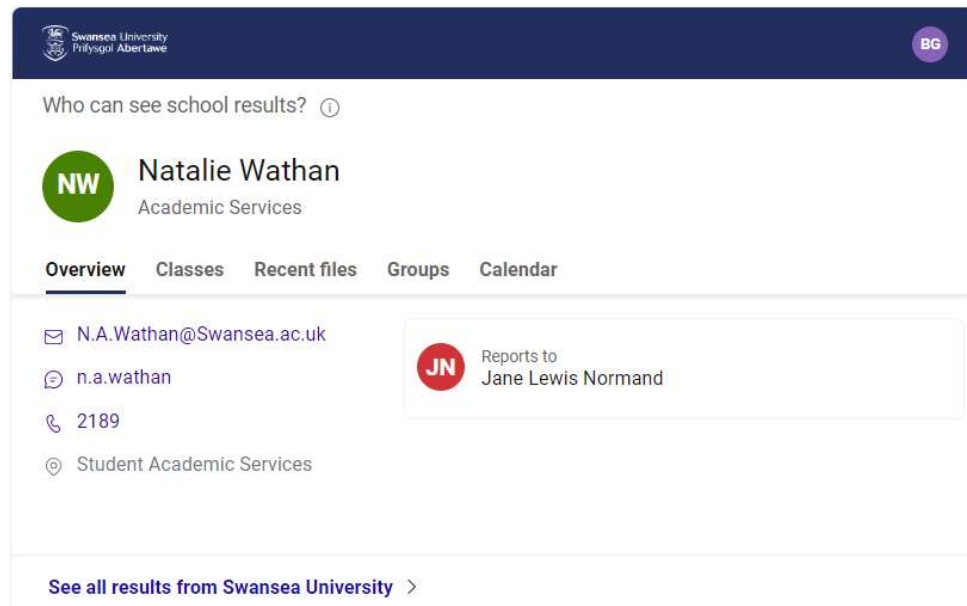 Swansea University
Prifysgol Abertawe
BG
Who can see school results?
NW
Natalie Wathan
Academic Services
Overview Classes Recent files Groups Calendar
N.A.Wathan@Swansea.ac.uk
n.a.wathan
2189
Student Academic Services
JN
Reports to
Jane Lewis Normand
See all results from Swansea University